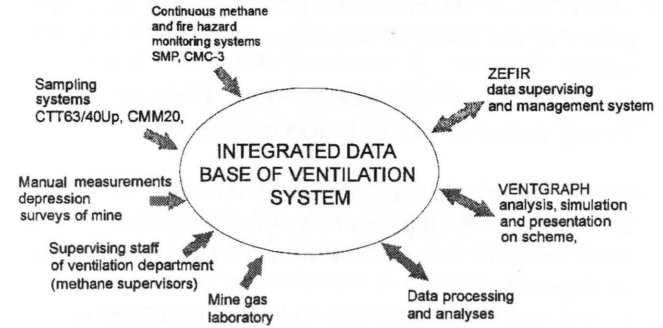 Continuous methane
and fire hazard
monitoring systems
SMP, CMC-3
Sampling
systems
CTT63/40Up, CMM20,
Manual measurements
depression
surveys of mine
Supervising staff
of ventilation department
(methane supervisors)
Mine gas
laboratory
INTEGRATED DATA
BASE OF VENTILATION
SYSTEM
ZEFIR
data supervising
and management system
VENTGRAPH
analysis, simulation
and presentation
on scheme,
Data processing
and analyses